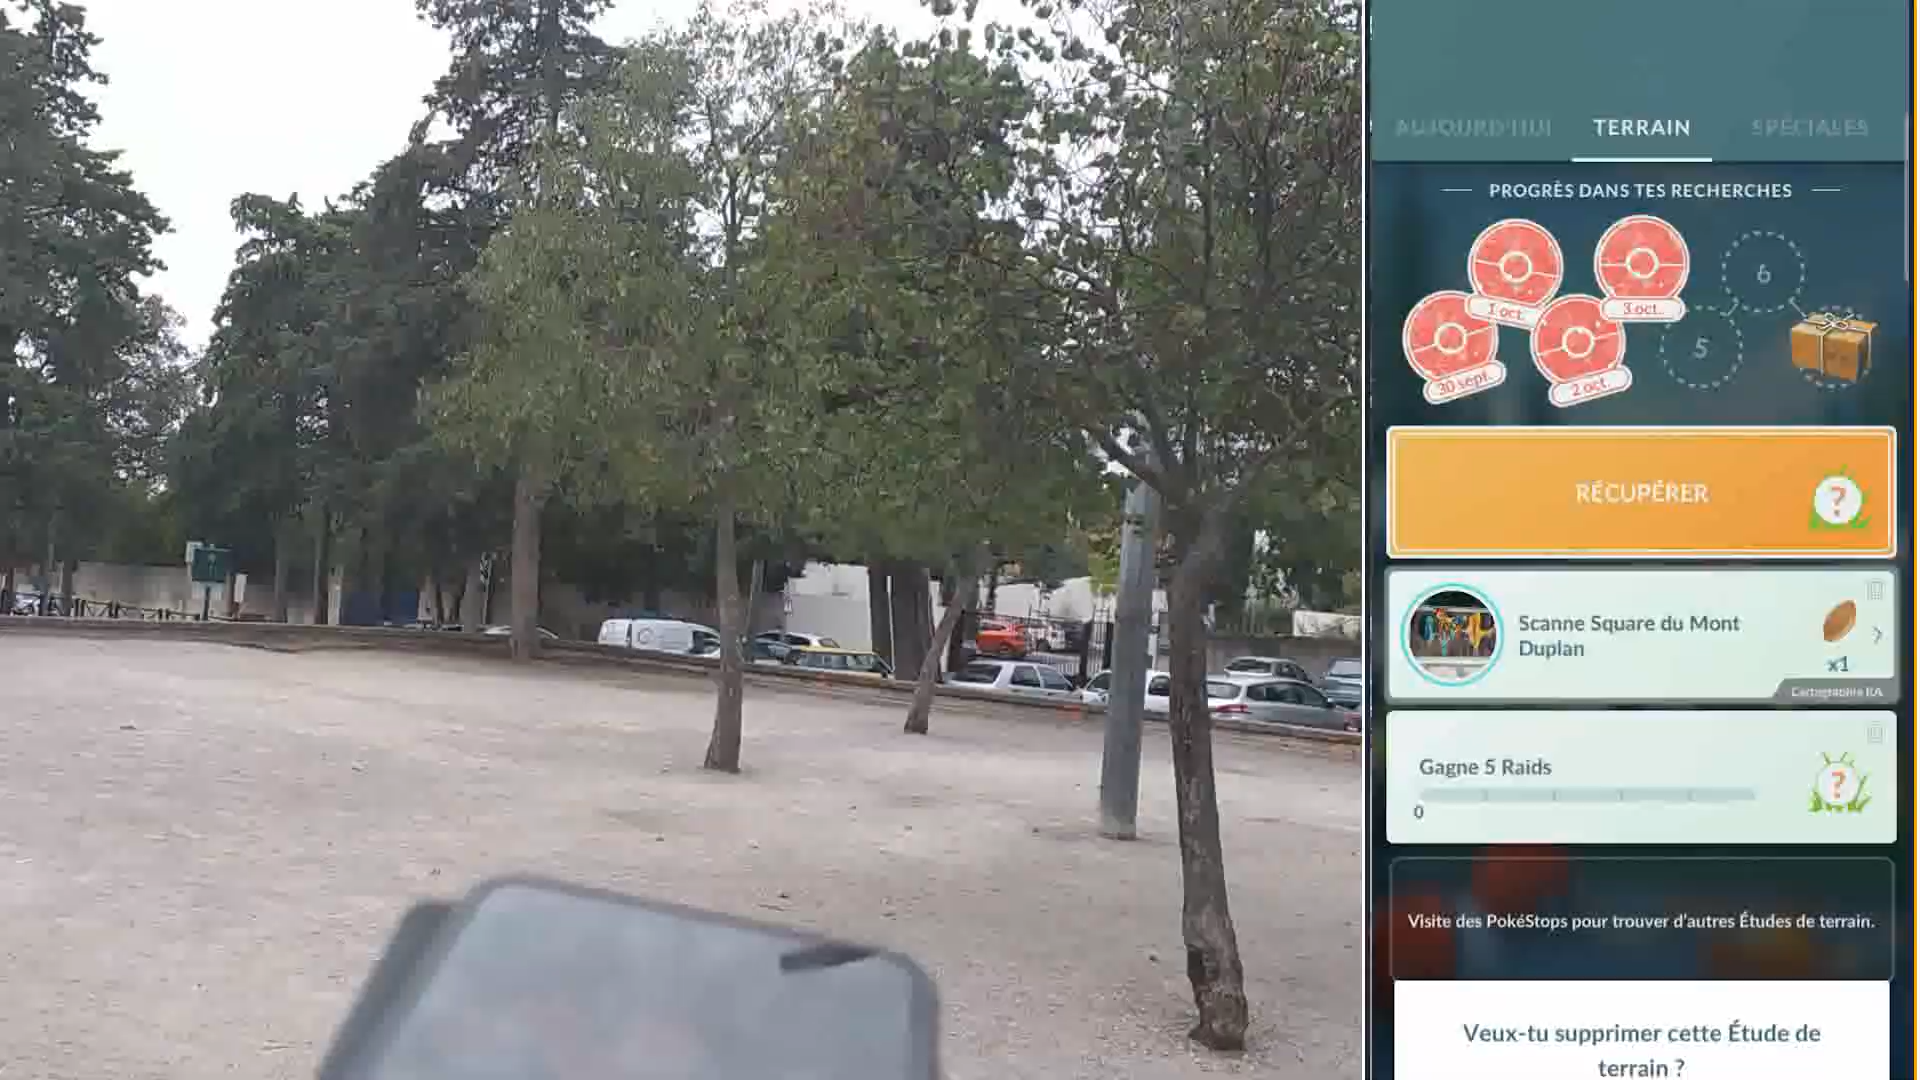 AUJOURD'HUI TERRAIN SPÉCIALES
PROGRÈS DANS TES RECHERCHES
1 oct.
3 oct.
6
30 sept.
2 oct.
5
RÉCUPÉRER
?
Scanne Square du Mont
Duplan
x1
Cartographie RA
Gagne 5 Raids
?
0
Visite des PokéStops pour trouver d'autres Études de terrain.
Veux-tu supprimer cette Étude de
terrain ?